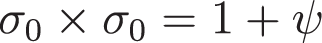 σ₀ × σ₀ = 1 + ψ